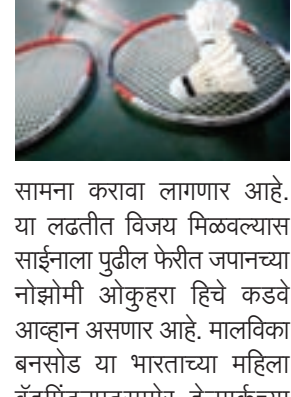 सामना करावा लागणार आहे.
या लढतीत विजय मिळवल्यास
साईनाला पुढील फेरीत जपानच्या
नोझोमी ओकुहरा हिचे कडवे
आव्हान असणार आहे. मालविका
बनसोड या भारताच्या महिला